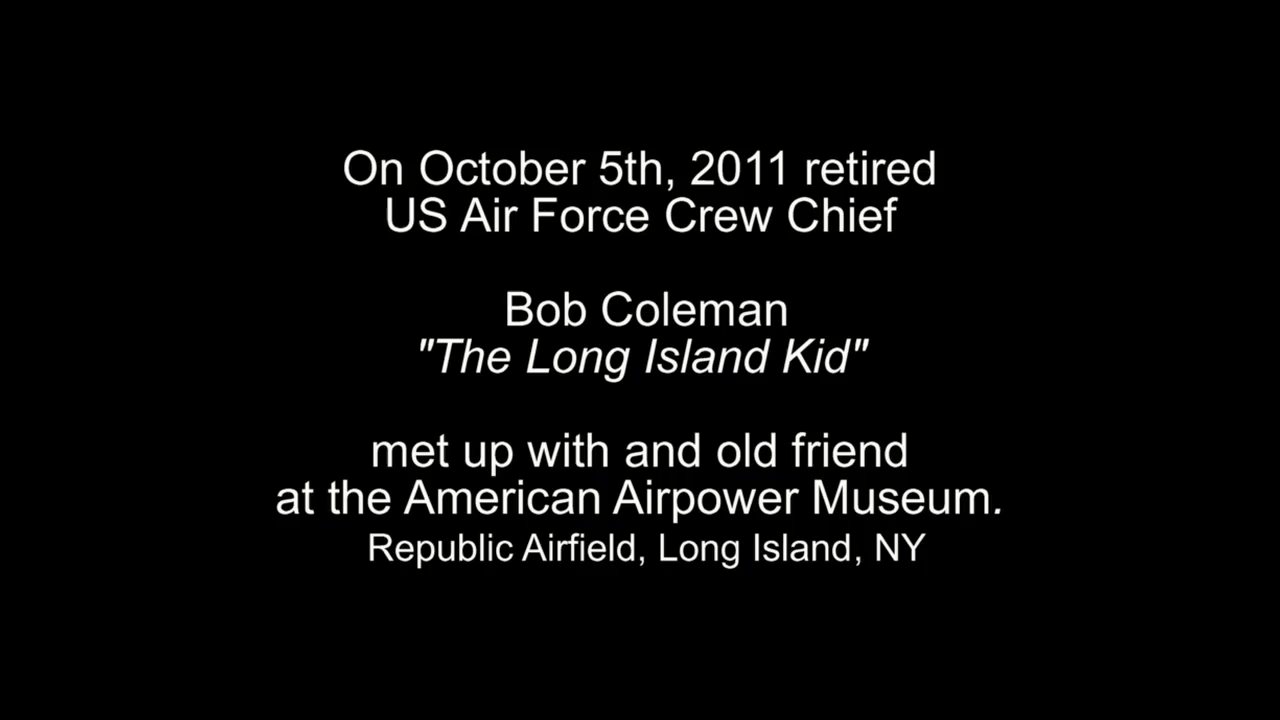 On October 5th, 2011 retired
US Air Force Crew Chief
Bob Coleman
"The Long Island Kid"
met up with and old friend
at the American Airpower Museum.
Republic Airfield, Long Island, NY